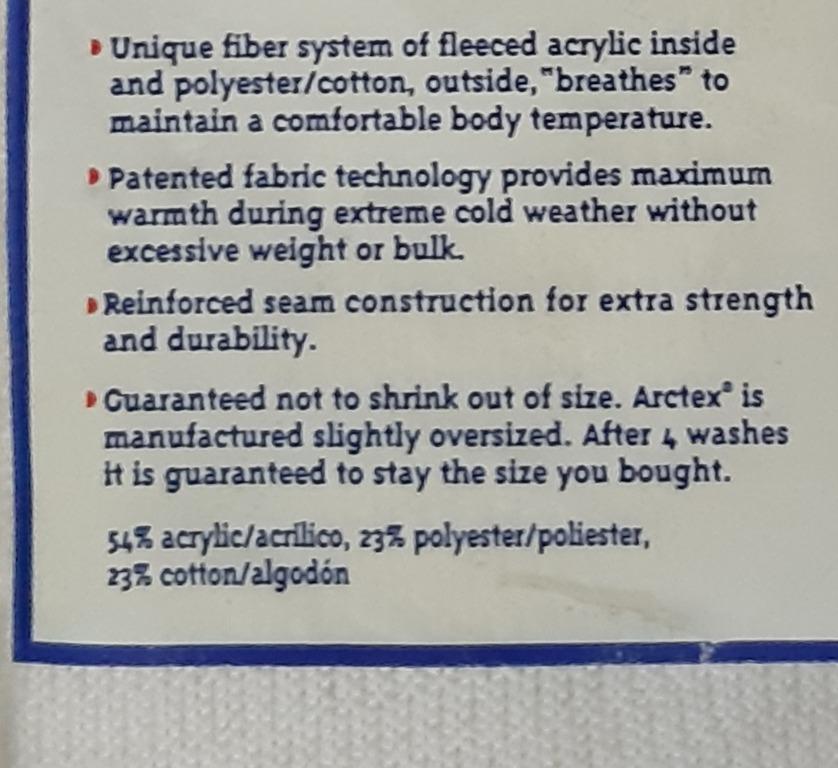 Unique fiber system of fleeced acrylic inside
and polyester/cotton, outside, "breathes" to
maintain a comfortable body temperature.
Patented fabric technology provides maximum
warmth during extreme cold weather without
excessive weight or bulk.
Reinforced seam construction for extra strength
and durability.
Guaranteed not to shrink out of size. Arctex® is
manufactured slightly oversized. After 4 washes
it is guaranteed to stay the size you bought.
54% acrylic/acrílico, 23% polyester/poliester,
23% cotton/algodón